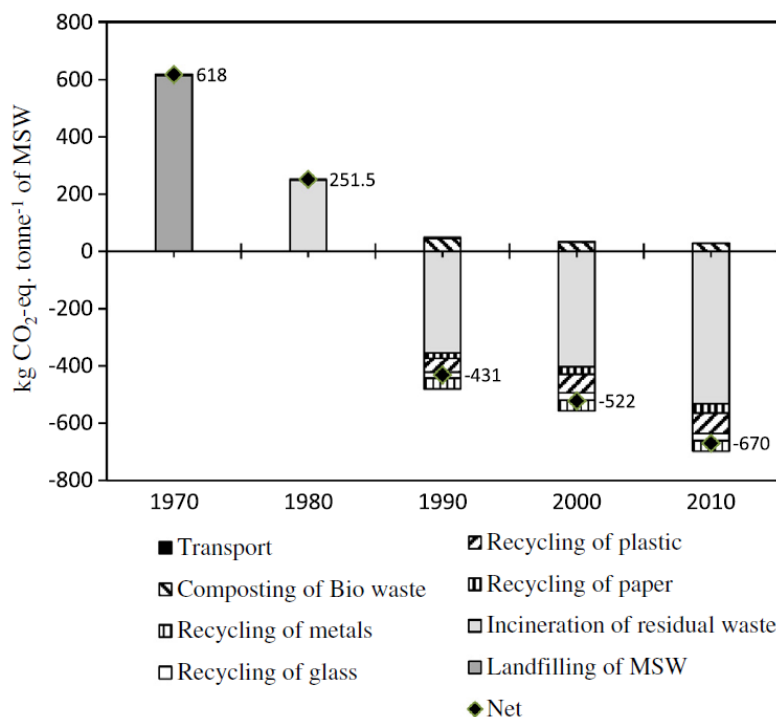 kg CO₂-eq. tonne⁻¹ of MSW
800
600
400
200
0
-200
-400
-600
-800
618
251.5
-431
-522
-670
1970 1980 1990 2000 2010
Transport
Composting of Bio waste
Recycling of metals
Recycling of glass
Recycling of plastic
Recycling of paper
Incineration of residual waste
Landfilling of MSW
Net